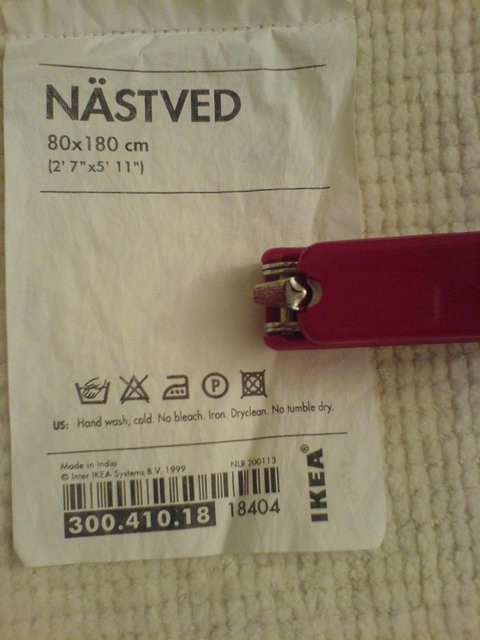 NÄSTVED
80x180 cm
(2' 7"x5' 11")
P
US: Hand wash, cold. No bleach. Iron. Dryclean. No tumble dry.
Made in India
© Inter IKEA Systems B.V. 1999
NLR 200113
300.410.18
18404
IKEA®